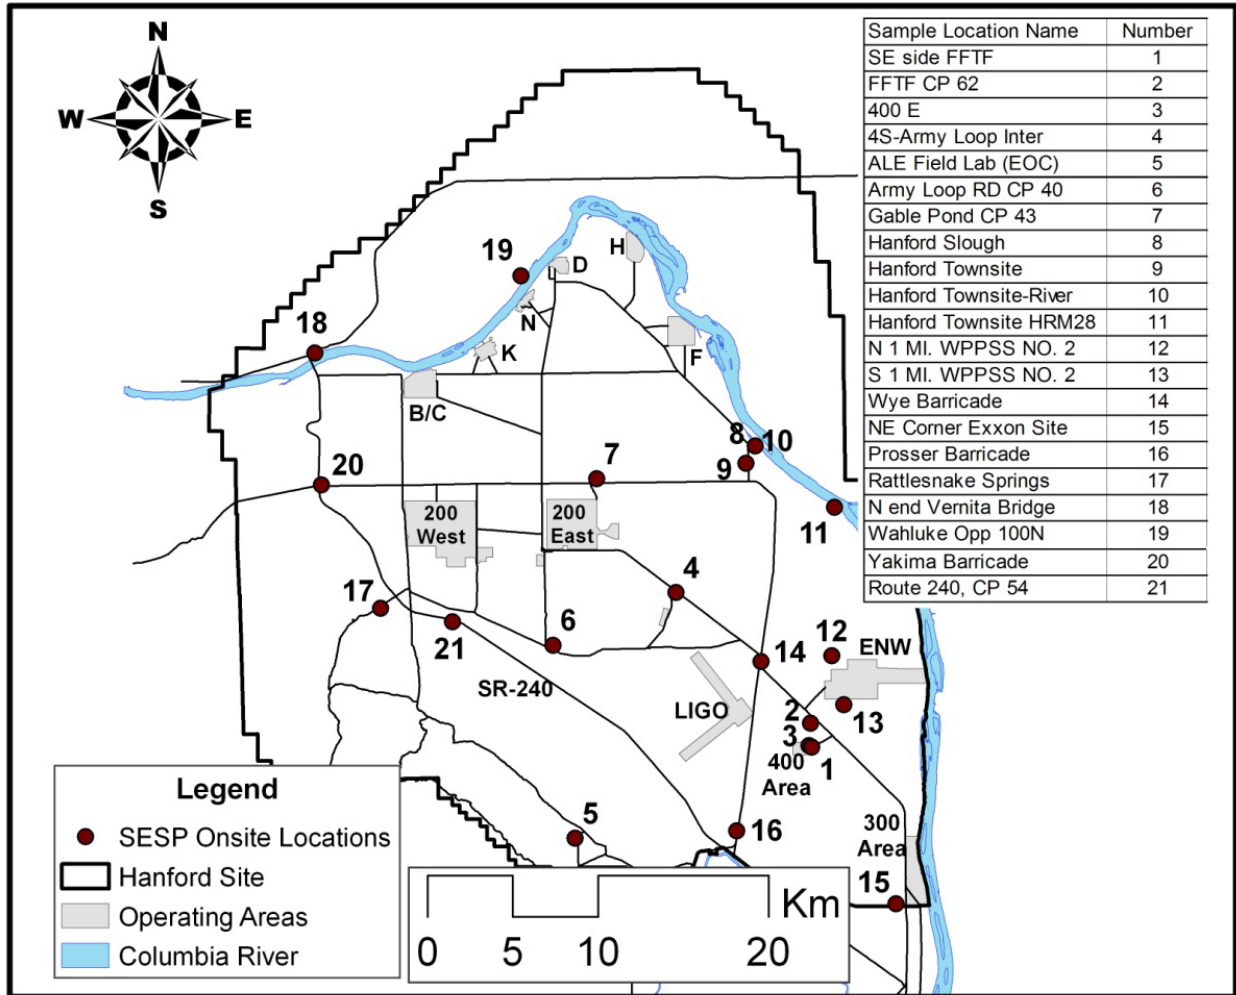 N
W E
S
Sample Location Name Number
SE side FFTF 1
FFTF CP 62 2
400 E 3
4S-Army Loop Inter 4
ALE Field Lab (EOC) 5
Army Loop RD CP 40 6
Gable Pond CP 43 7
Hanford Slough 8
Hanford Townsite 9
Hanford Townsite-River 10
Hanford Townsite HRM28 11
N 1 MI. WPPSS NO. 2 12
S 1 MI. WPPSS NO. 2 13
Wye Barricade 14
NE Corner Exxon Site 15
Prosser Barricade 16
Rattlesnake Springs 17
N end Vernita Bridge 18
Wahluke Opp 100N 19
Yakima Barricade 20
Route 240, CP 54 21
H
19
D
N
18
K
F
B/C
8 10
9
7
20
200
West
200
East
11
4
17
21
6
12
ENW
14
SR-240
LIGO
2
13
3
400
Area
1
5
16
300
Area
15
Legend
SESP Onsite Locations
Hanford Site
Operating Areas
Columbia River
Km
0 5 10 20